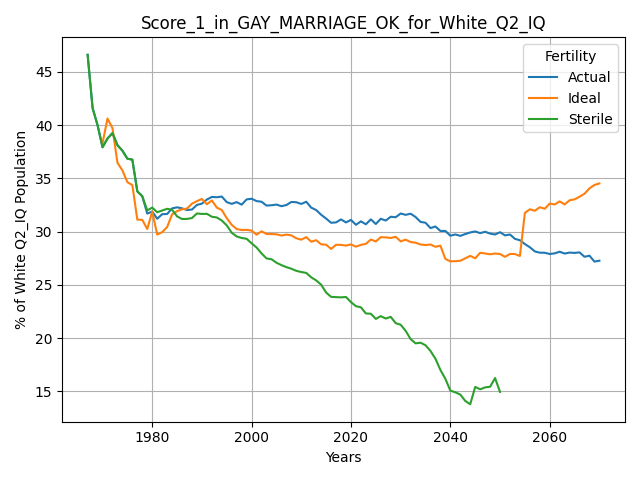 Score_1_in_GAY_MARRIAGE_OK_for_White_Q2_IQ
Fertility
Actual
Ideal
Sterile
% of White Q2_IQ Population
45
40
35
30
25
20
15
1980
2000
2020
2040
2060
Years